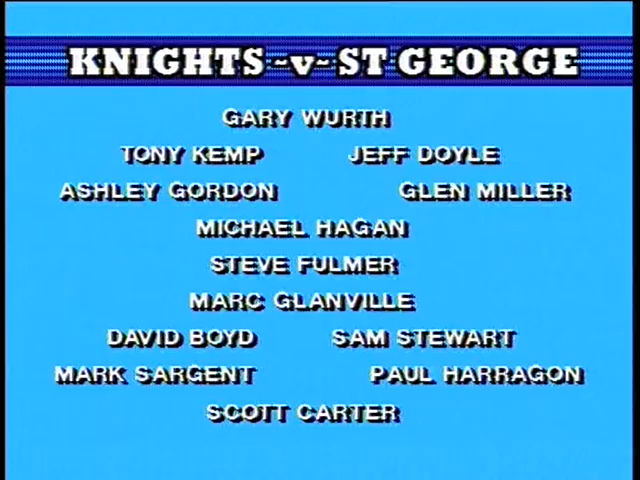 KNIGHTS -v- ST GEORGE
GARY WURTH
TONY KEMP JEFF DOYLE
ASHLEY GORDON GLEN MILLER
MICHAEL HAGAN
STEVE FULMER
MARC GLANVILLE
DAVID BOYD SAM STEWART
MARK SARGENT PAUL HARRAGON
SCOTT CARTER